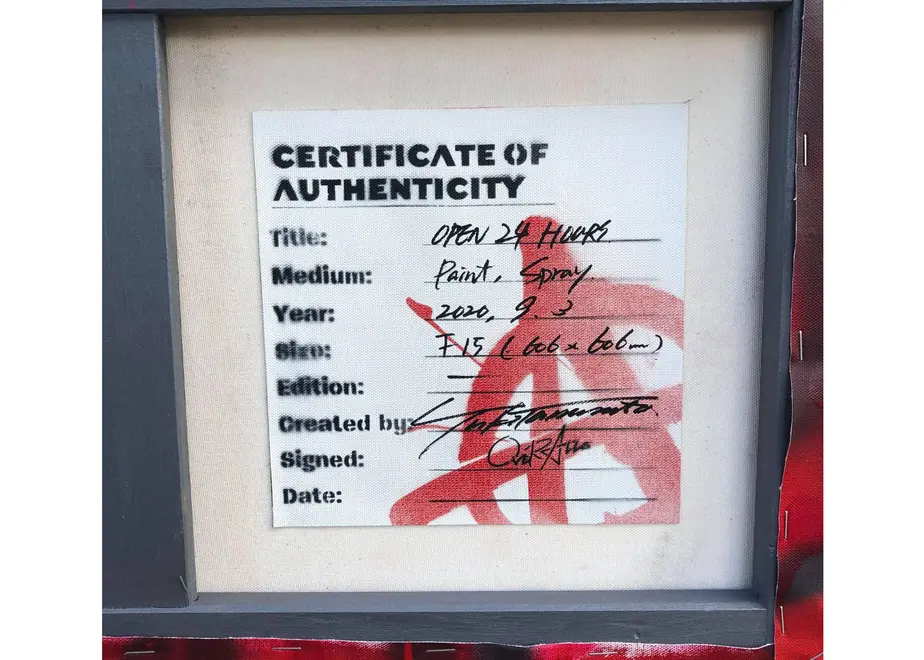 CERTIFICATE OF
AUTHENTICITY
Title: OPEN 24 HOURS
Medium: Paint, Spray.
Year: 2020, 9. 3
Size: F15 (606 x 606mm)
Edition: —
Created by:
Signed:
Date: